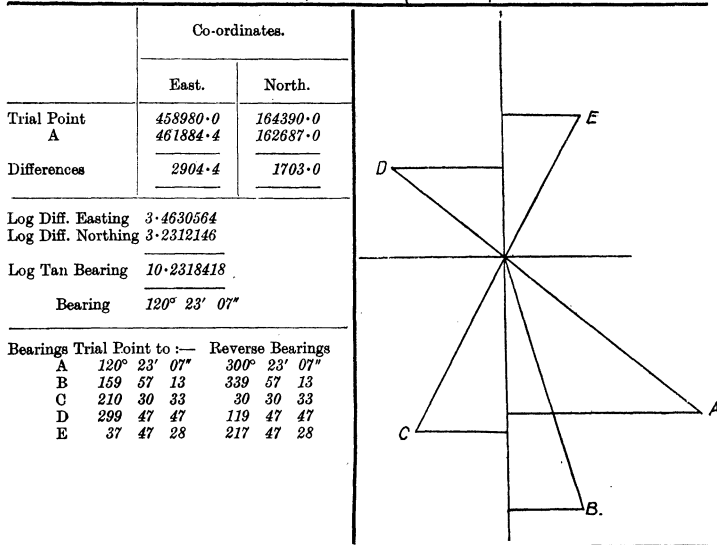 Co-ordinates.
East. North.
Trial Point 458980·0 164390·0
A 461884·4 162687·0
Differences 2904·4 1703·0
Log Diff. Easting 3·4630564
Log Diff. Northing 3·2312146
Log Tan Bearing 10·2318418
Bearing 120° 23′ 07″
Bearings Trial Point to :— Reverse Bearings
A 120° 23′ 07″ 300° 23′ 07″
B 159 57 13 339 57 13
C 210 30 33 30 30 33
D 299 47 47 119 47 47
E 37 47 28 217 47 28
E
D
A
C
B.